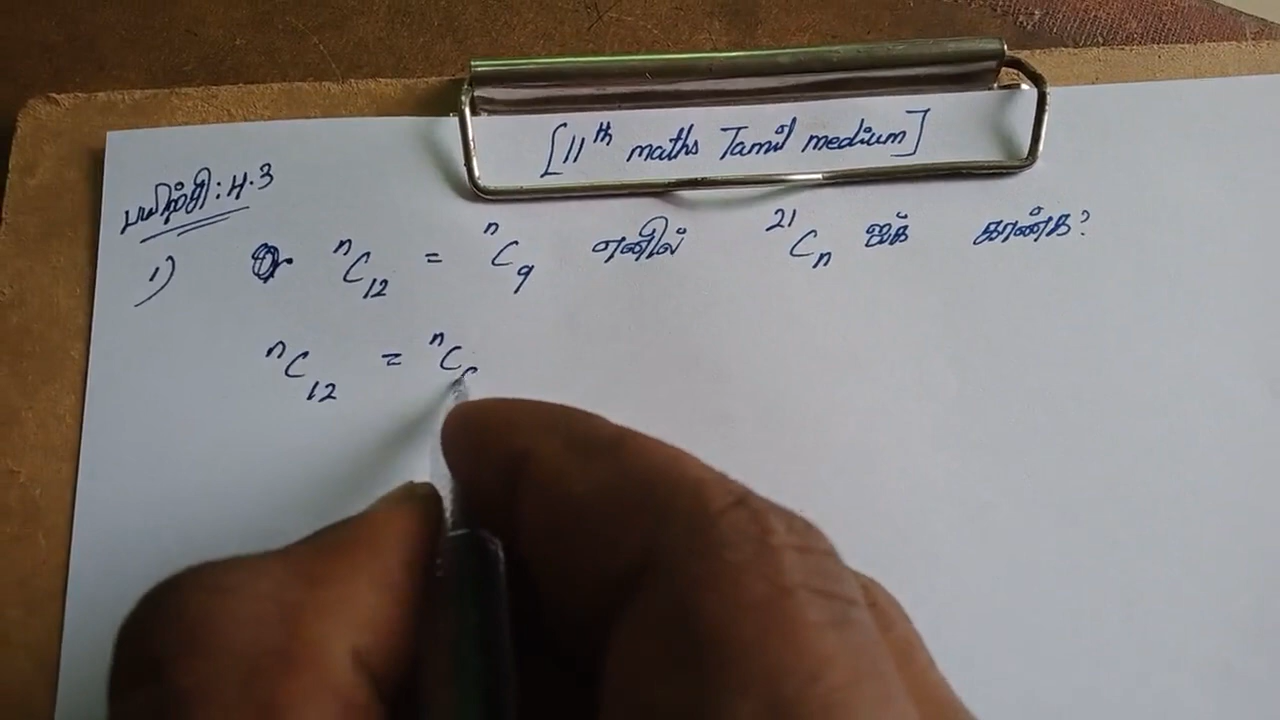 [11th maths Tamil medium]
பயிற்சி: 4.3
1) ⁿC₁₂ = ⁿC₉ எனில் ²¹Cₙ ஐக் காண்க?
ⁿC₁₂ = ⁿC